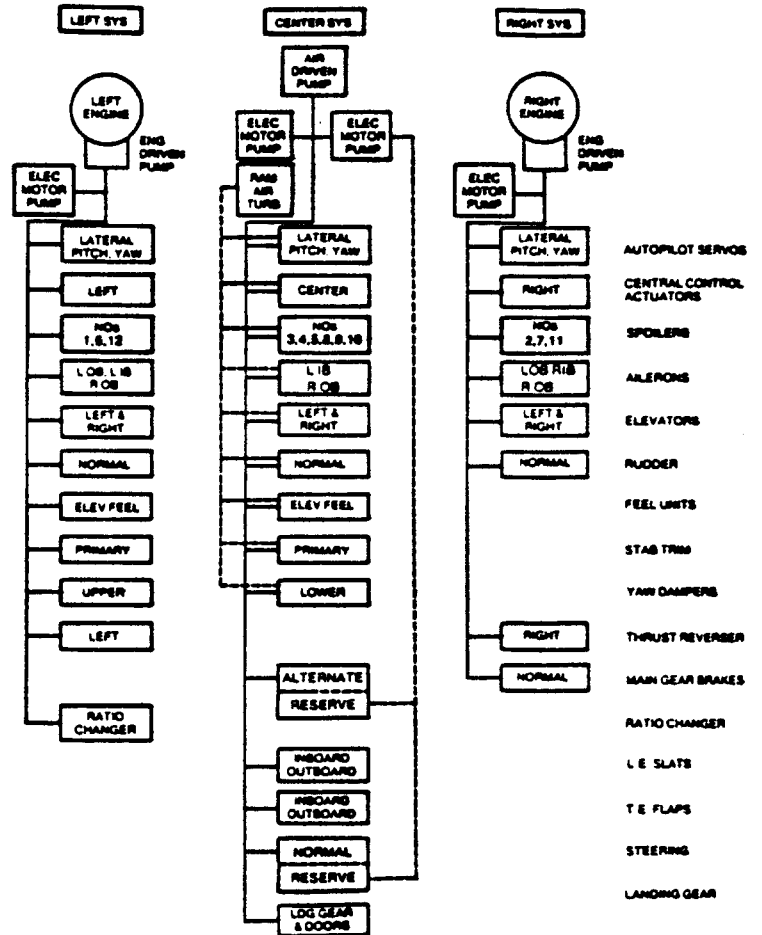 LEFT SYS
CENTER SYS
RIGHT SYS
AIR
DRIVEN
PUMP
LEFT
ENGINE
ENG
DRIVEN
PUMP
ELEC
MOTOR
PUMP
ELEC
MOTOR
PUMP
ELEC
MOTOR
PUMP
RAM
AIR
TURB
RIGHT
ENGINE
ENG
DRIVEN
PUMP
ELEC
MOTOR
PUMP
LATERAL
PITCH, YAW
LATERAL
PITCH, YAW
LATERAL
PITCH, YAW
AUTOPILOT SERVOS
LEFT
CENTER
RIGHT
CENTRAL CONTROL
ACTUATORS
NOs
1,6,12
NOs
3,4,5,8,9,10
NOs
2,7,11
SPOILERS
L OB, L IB
R OB
L IB
R OB
LOB RIB
R OB
AILERONS
LEFT &
RIGHT
LEFT &
RIGHT
LEFT &
RIGHT
ELEVATORS
NORMAL
NORMAL
NORMAL
RUDDER
ELEV FEEL
ELEV FEEL
FEEL UNITS
PRIMARY
PRIMARY
STAB TRIM
UPPER
LOWER
YAW DAMPERS
LEFT
RIGHT
THRUST REVERSER
ALTERNATE
RESERVE
NORMAL
MAIN GEAR BRAKES
RATIO
CHANGER
RATIO CHANGER
INBOARD
OUTBOARD
L E SLATS
INBOARD
OUTBOARD
T E FLAPS
NORMAL
RESERVE
STEERING
LDG GEAR
& DOORS
LANDING GEAR